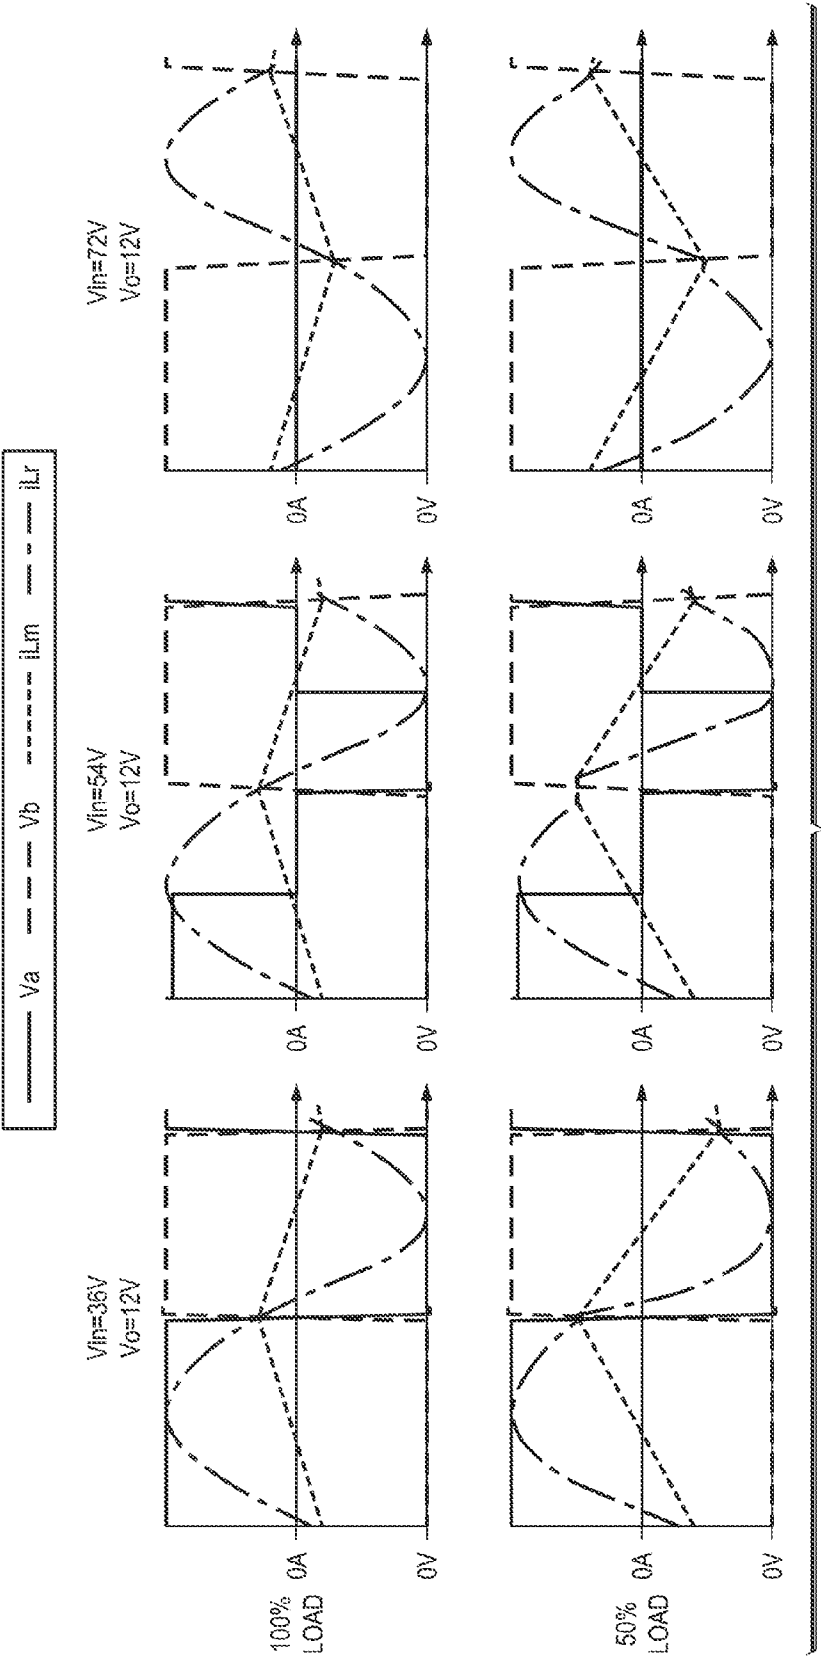 Va Vb iLm iLr
Vin=36V
Vo=12V
Vin=54V
Vo=12V
Vin=72V
Vo=12V
100%
LOAD
0A
0V
0A
0V
0A
0V
50%
LOAD
0A
0V
0A
0V
0A
0V